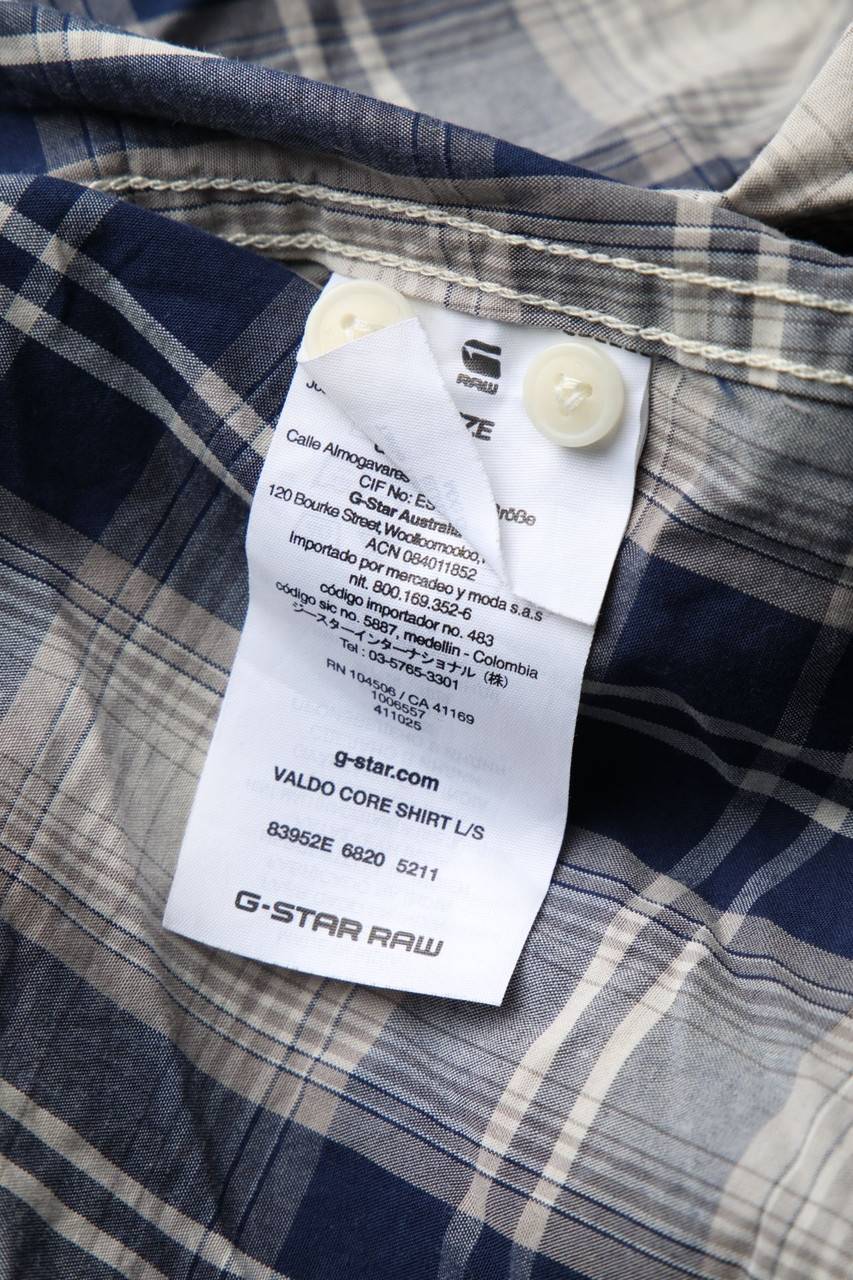 RAW
Calle Almogavares
CIF No: ES
G-Star Australia
120 Bourke Street, Woolloomooloo,
ACN 084011852
Importado por mercadeo y moda s.a.s
nit. 800.169.352-6
código importador no. 483
código sic no. 5887, medellin - Colombia
ジースターインターナショナル（株）
Tel : 03-5765-3301
RN 104506 / CA 41169
1006557
411025
g-star.com
VALDO CORE SHIRT L/S
83952E 6820 5211
G-STAR RAW